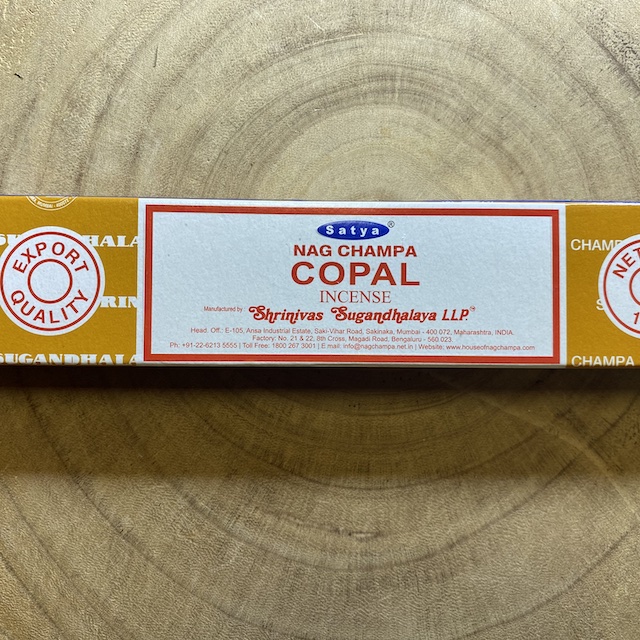 EXPORT
QUALITY
Satya®
NAG CHAMPA
COPAL
INCENSE
Manufactured by Shrinivas Sugandhalaya LLP.™
Head. Off.: E-105, Ansa Industrial Estate, Saki-Vihar Road, Sakinaka, Mumbai - 400 072, Maharashtra, INDIA.
Factory: No. 21 & 22, 8th Cross, Magadi Road, Bengaluru - 560 023
Ph: +91-22-6213 5555 | Toll Free: 1800 267 3001 | E mail: info@nagchampa.net.in | Website: www.houseofnagchampa.com
SUGANDHALA
CHAMP
CHAMPA
NET